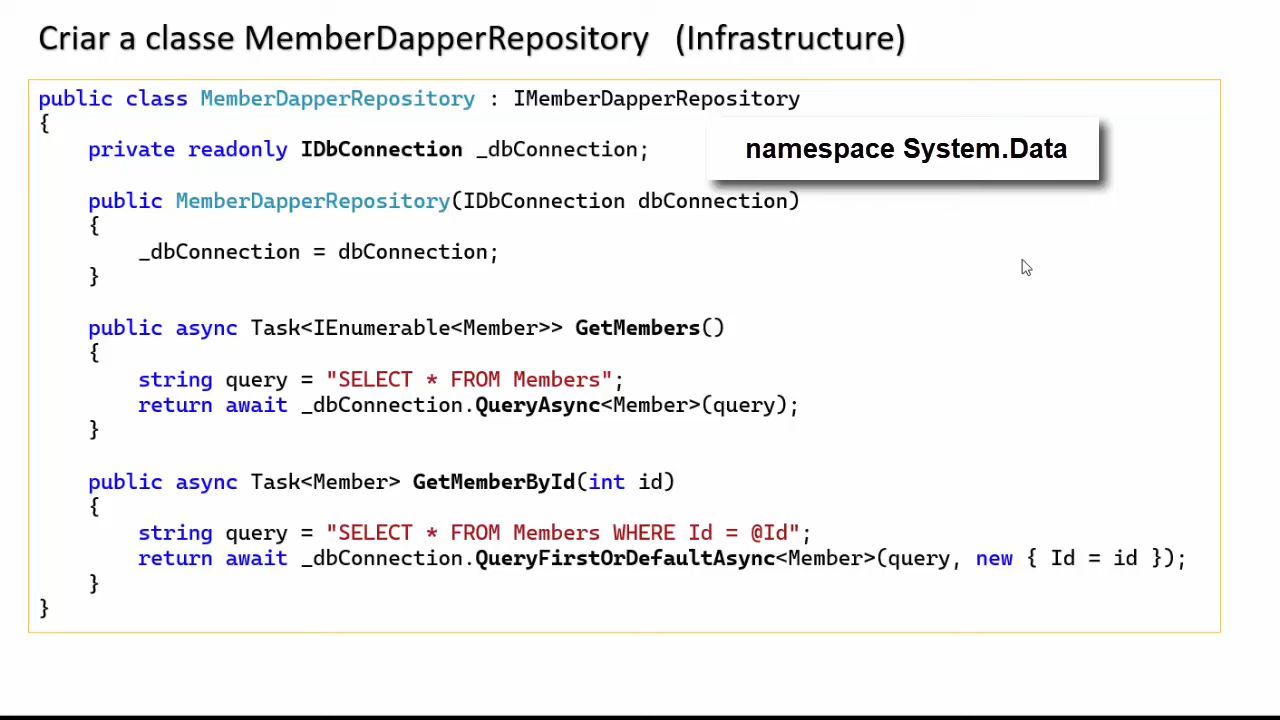 Criar a classe MemberDapperRepository (Infrastructure)
public class MemberDapperRepository : IMemberDapperRepository
{
private readonly IDbConnection _dbConnection;
namespace System.Data
public MemberDapperRepository(IDbConnection dbConnection)
{
_dbConnection = dbConnection;
}
public async Task<IEnumerable<Member>> GetMembers()
{
string query = "SELECT * FROM Members";
return await _dbConnection.QueryAsync<Member>(query);
}
public async Task<Member> GetMemberById(int id)
{
string query = "SELECT * FROM Members WHERE Id = @Id";
return await _dbConnection.QueryFirstOrDefaultAsync<Member>(query, new { Id = id });
}
}